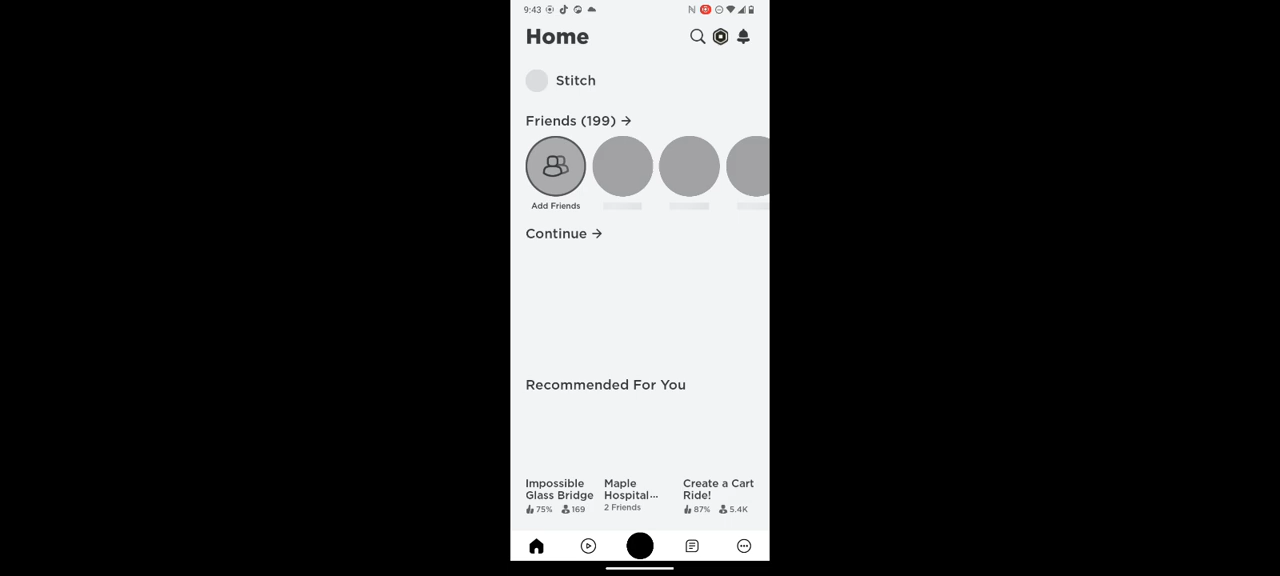 9:43
Home
Stitch
Friends (199) →
Add Friends
Continue →
Recommended For You
Impossible
Glass Bridge
75% 169
Maple
Hospital...
2 Friends
Create a Cart
Ride!
87% 5.4K